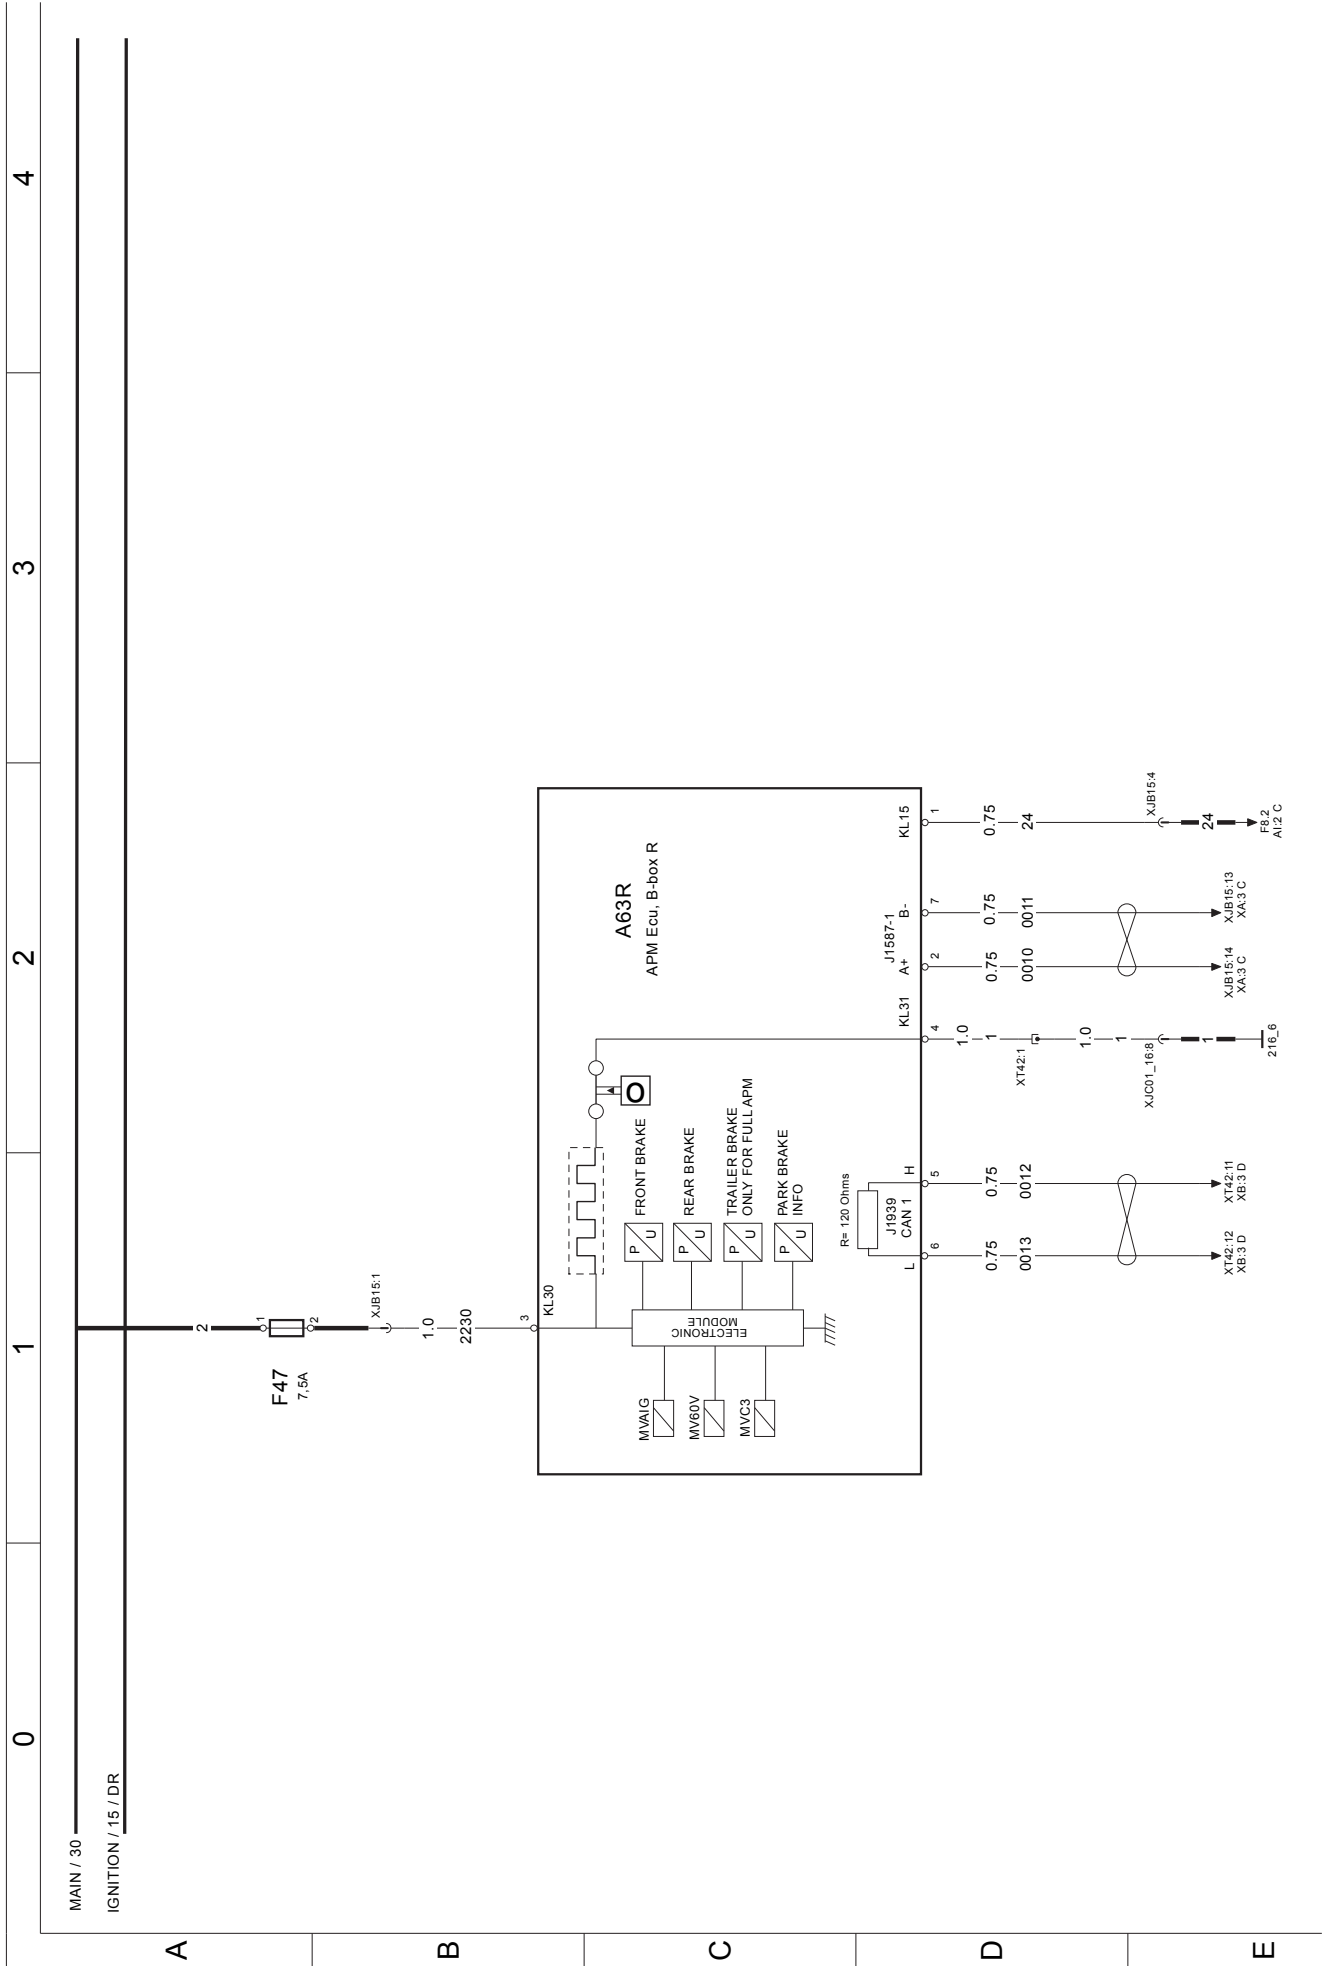 0
1
2
3
4
A
B
C
D
E
MAIN / 30
IGNITION / 15 / DR
2
1
2
F47
7,5A
XJB15:1
1.0
2230
3
KL30
A63R
APM Ecu, B-box R
O
MVAIG
MV60V
MVC3
ELECTRONIC
MODULE
P
U
FRONT BRAKE
P
U
REAR BRAKE
P
U
TRAILER BRAKE
ONLY FOR FULL APM
P
U
PARK BRAKE
INFO
R= 120 Ohms
J1939
CAN 1
L
H
KL31
J1587-1
A+
B-
KL15
6
5
4
2
7
1
0.75
0013
0.75
0012
1.0
1
XT42:1
1.0
1
XJC01_16:8
1
216_6
0.75
0010
0.75
0011
0.75
24
XJB15:4
24
F8.2
AI:2 C
XT42:12
XB:3 D
XT42:11
XB:3 D
XJB15:14
XA:3 C
XJB15:13
XA:3 C